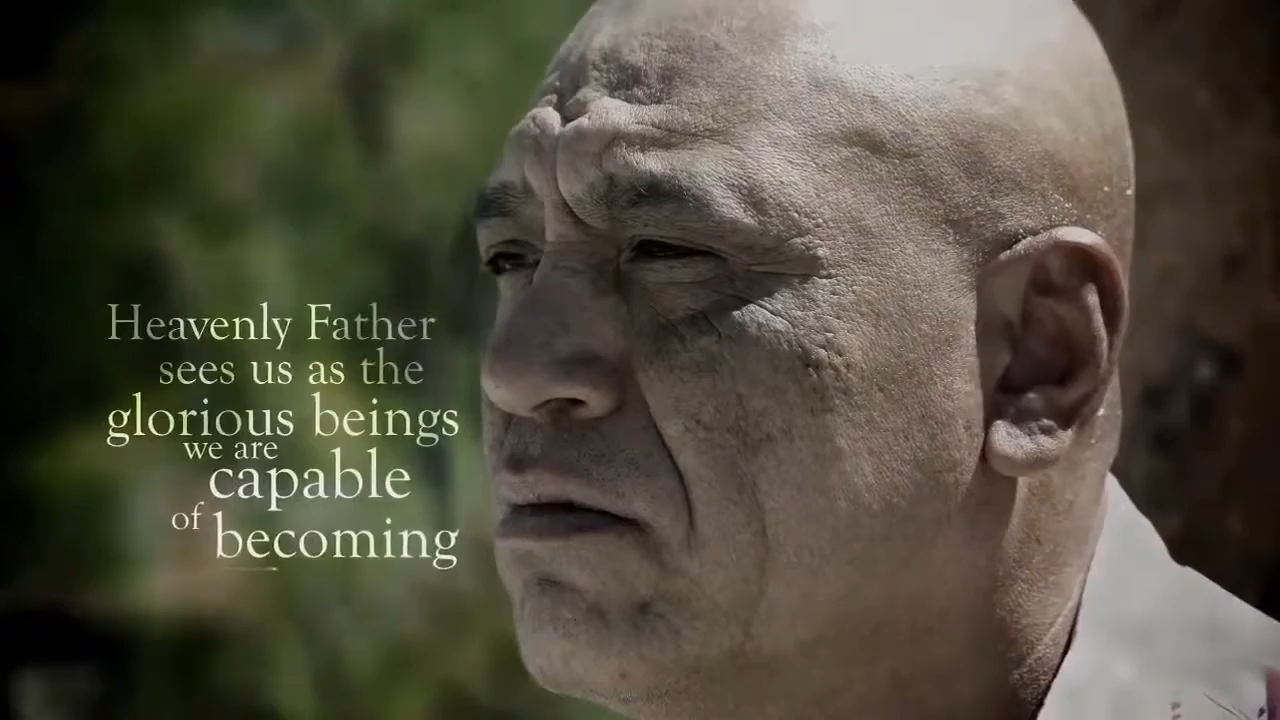 Heavenly Father
sees us as the
glorious beings
we are
capable
of becoming